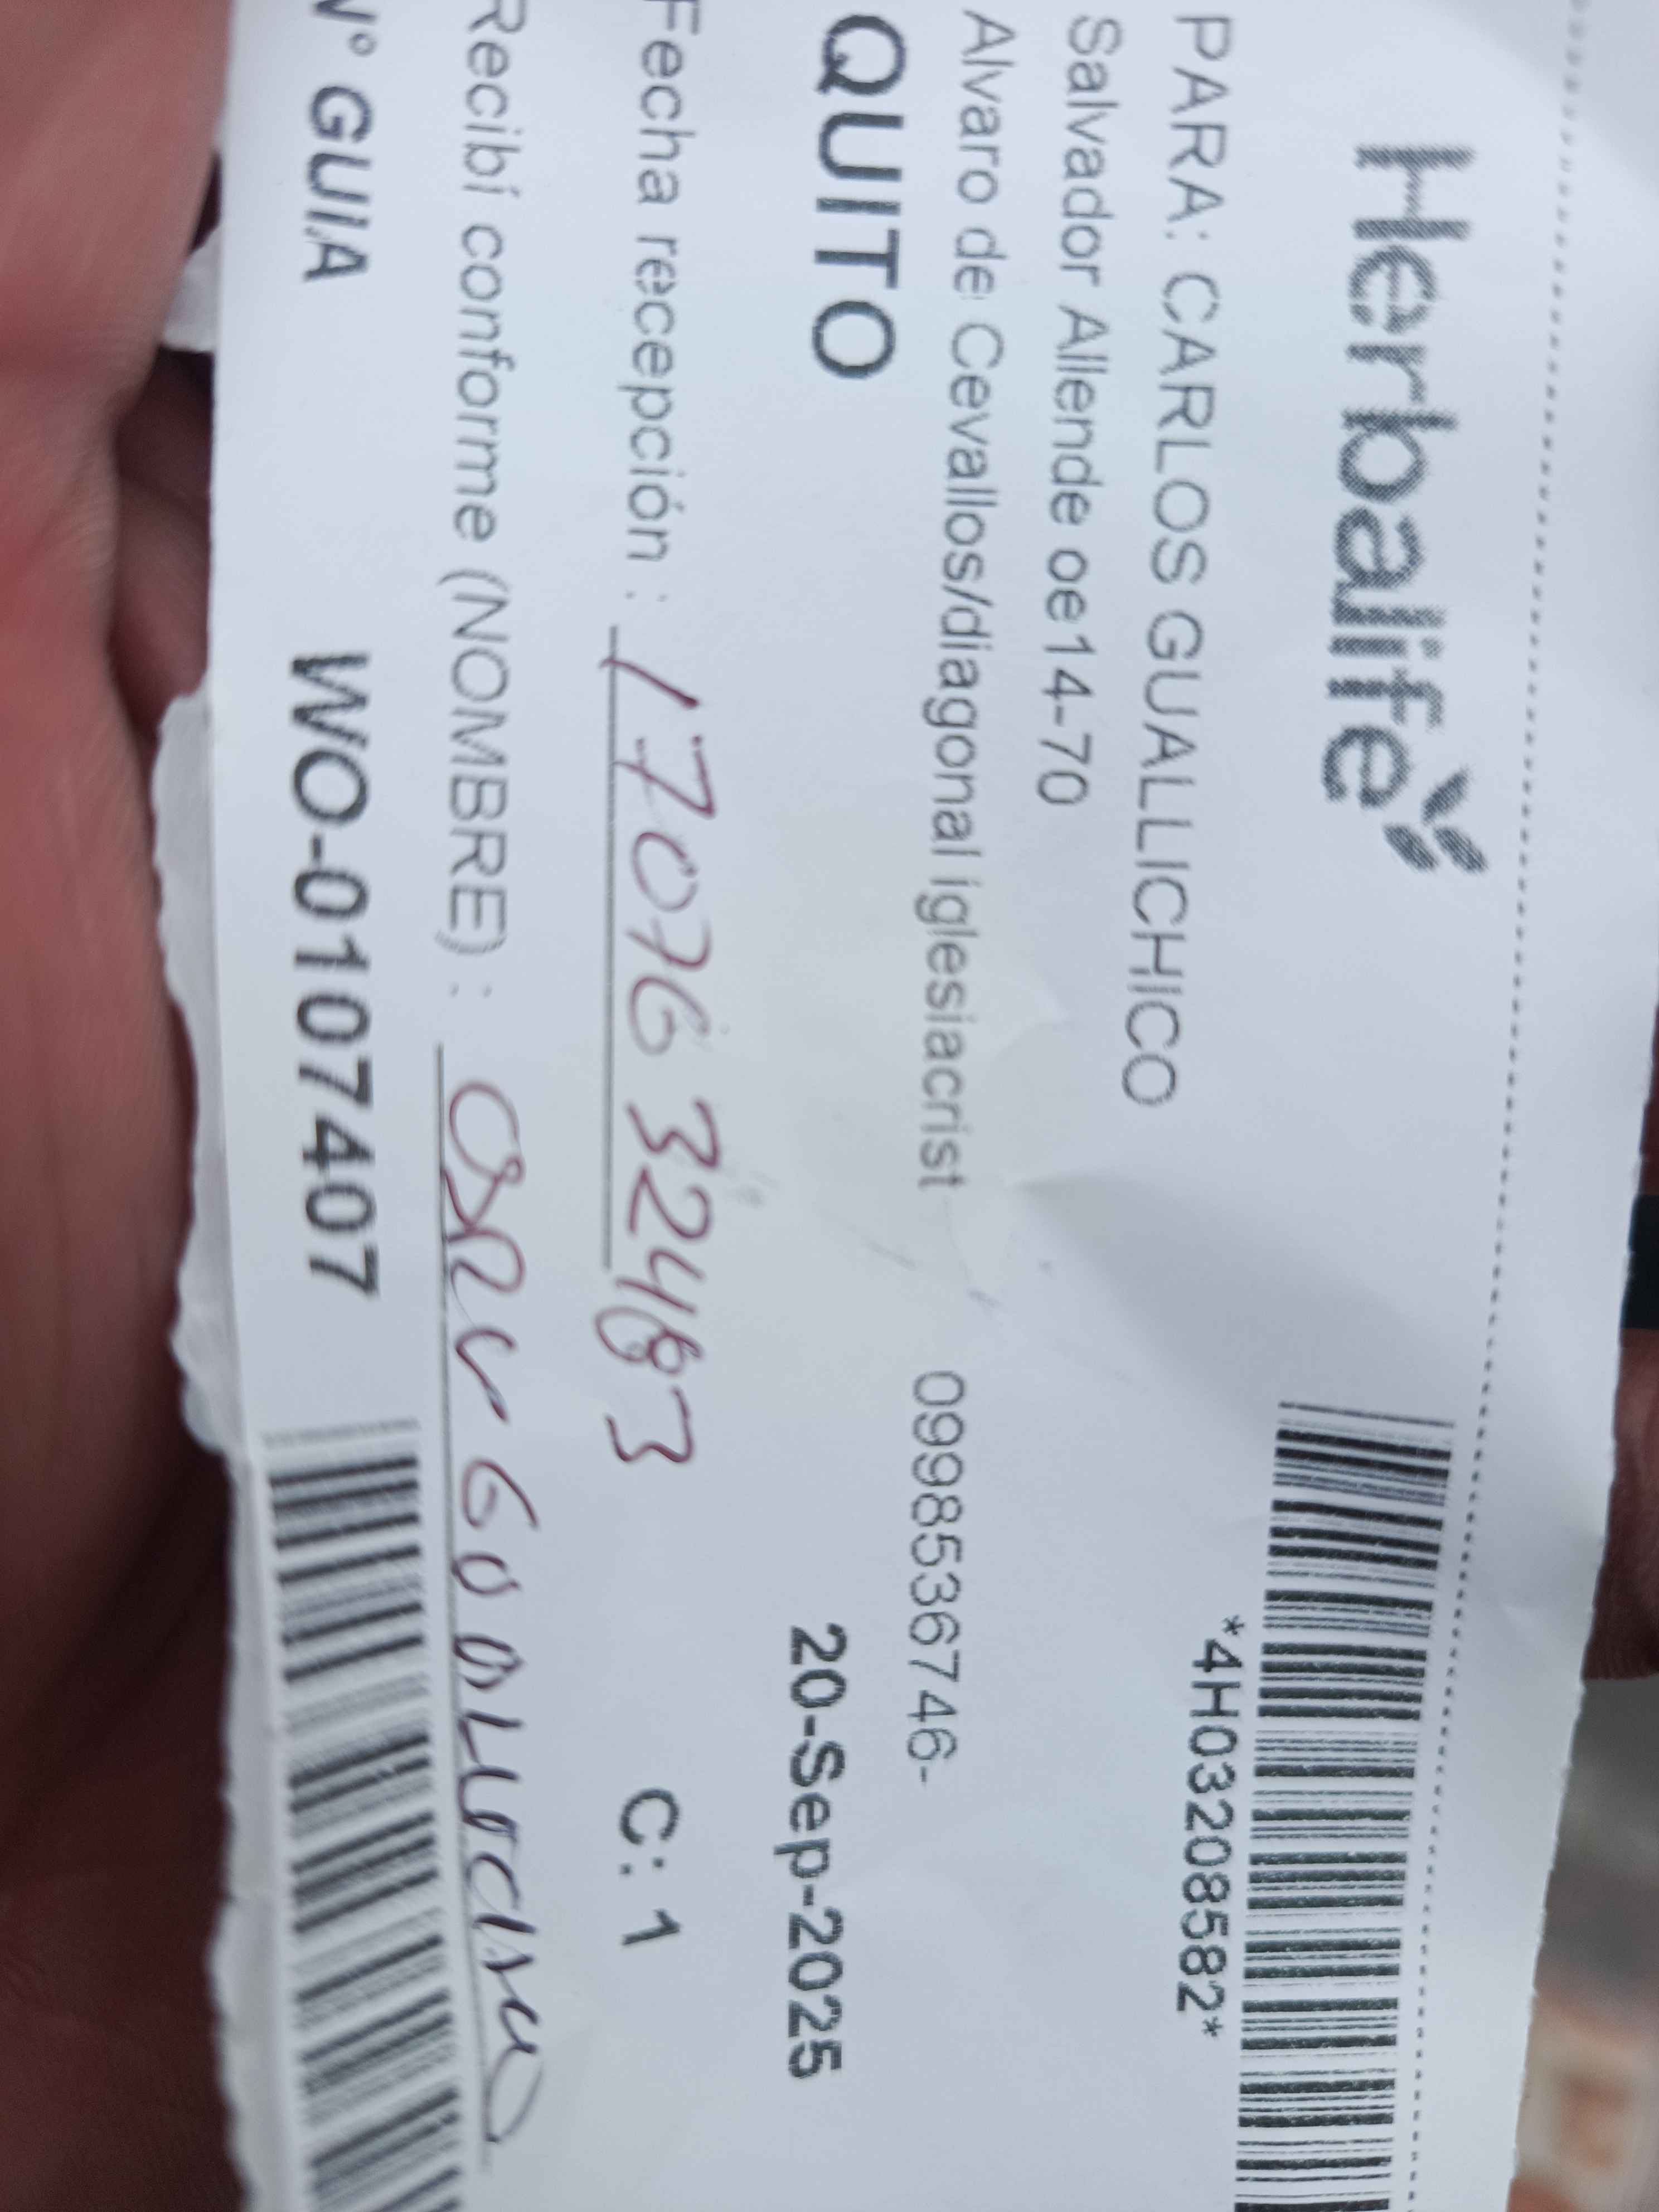 Herbalife
*4H03208582*
PARA: CARLOS GUALLICHICO
Salvador Allende oe14-70
Alvaro de Cevallos/diagonal iglesiacrist 0998536746-
QUITO 20-Sep-2025
Fecha recepción : 1707632483 C: 1
Recibí conforme (NOMBRE) :
N° GUIA WO-0107407